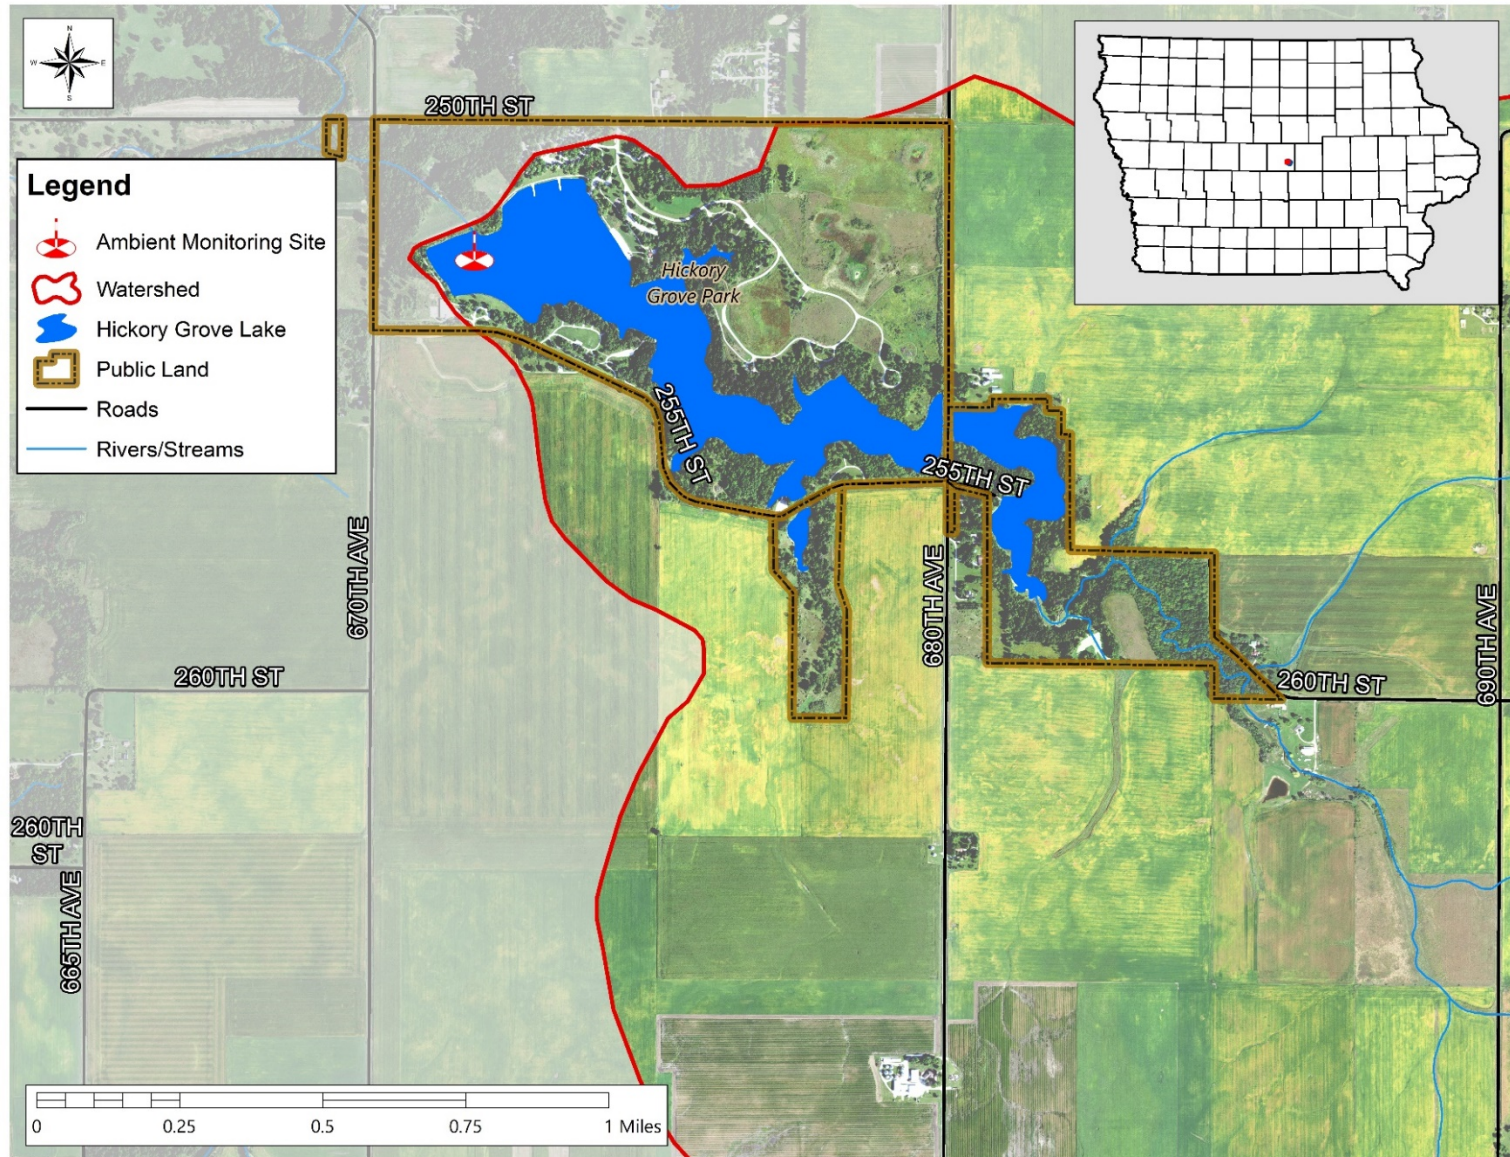 N
W
E
S
250TH ST
Legend
Ambient Monitoring Site
Watershed
Hickory Grove Lake
Public Land
Roads
Rivers/Streams
Hickory
Grove Park
255TH ST
255TH ST
670TH AVE
680TH AVE
690TH AVE
260TH ST
260TH ST
260TH
ST
665TH AVE
0
0.25
0.5
0.75
1 Miles